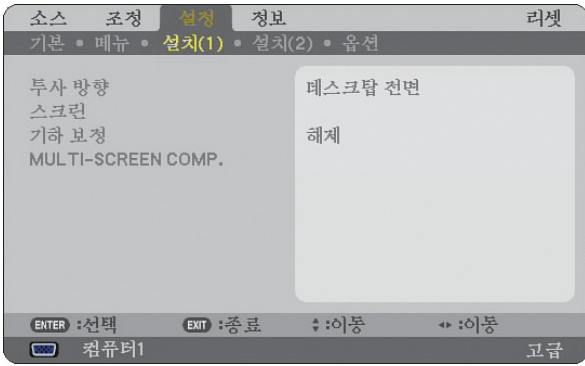 소스 조정 설정 정보 리셋
기본 • 메뉴 • 설치(1) • 설치(2) • 옵션
투사 방향 데스크탑 전면
스크린
기하 보정 해제
MULTI-SCREEN COMP.
ENTER :선택 EXIT :종료 :이동 :이동
컴퓨터1 고급